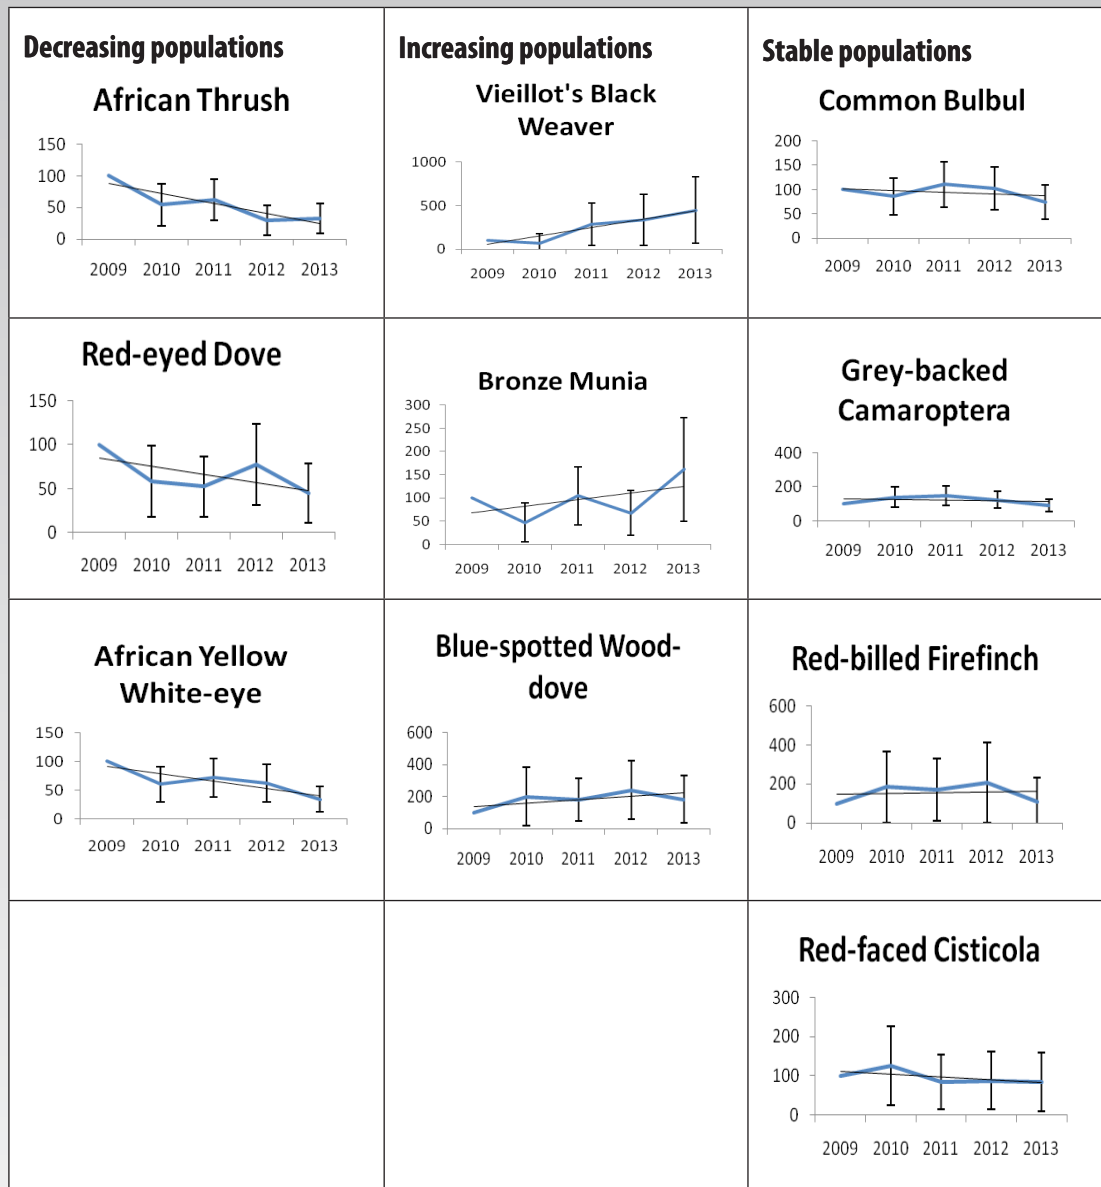 Decreasing populations
Increasing populations
Stable populations
African Thrush
150
100
50
0
2009 2010 2011 2012 2013
Vieillot's Black
Weaver
1000
500
0
2009 2010 2011 2012 2013
Common Bulbul
200
150
100
50
0
2009 2010 2011 2012 2013
Red-eyed Dove
150
100
50
0
2009 2010 2011 2012 2013
Bronze Munia
300
250
200
150
100
50
0
2009 2010 2011 2012 2013
Grey-backed
Camaroptera
400
200
0
2009 2010 2011 2012 2013
African Yellow
White-eye
150
100
50
0
2009 2010 2011 2012 2013
Blue-spotted Wood-
dove
600
400
200
0
2009 2010 2011 2012 2013
Red-billed Firefinch
600
400
200
0
2009 2010 2011 2012 2013
Red-faced Cisticola
300
200
100
0
2009 2010 2011 2012 2013